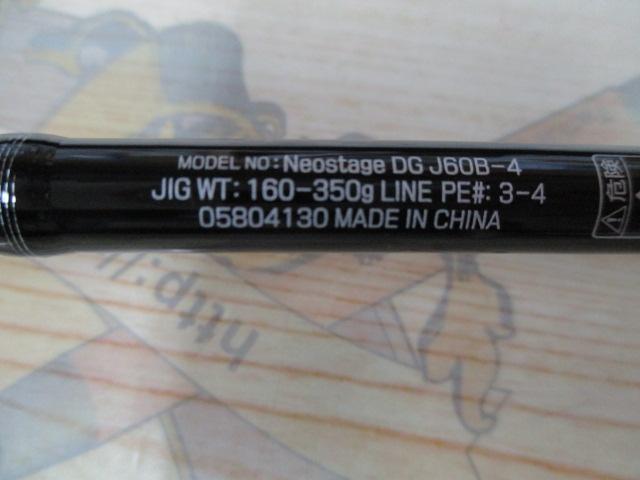 MODEL NO: Neostage DG J60B-4
JIG WT: 160-350g LINE PE#: 3-4
05804130 MADE IN CHINA
危険
http://